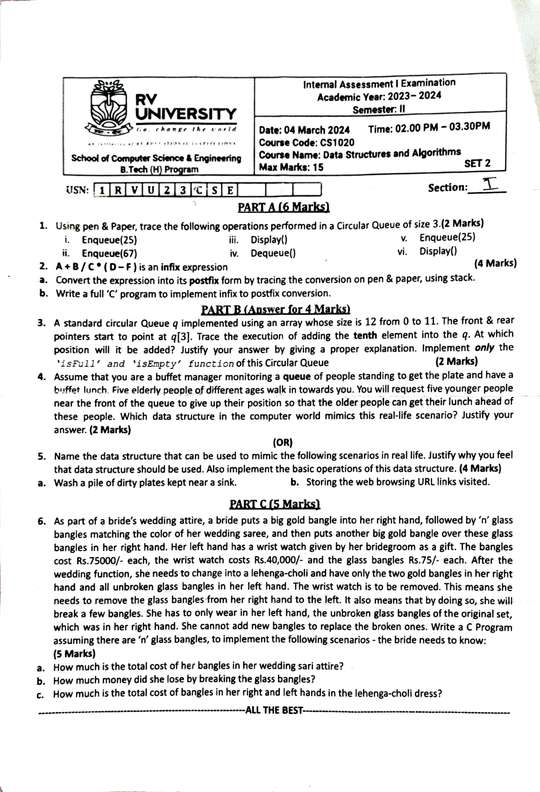 RV
UNIVERSITY
Go. change the world
School of Computer Science & Engineering
B.Tech (H) Program
Internal Assessment I Examination
Academic Year: 2023– 2024
Semester: II
Date: 04 March 2024 Time: 02.00 PM – 03.30PM
Course Code: CS1020
Course Name: Data Structures and Algorithms
Max Marks: 15 SET 2
USN: 1 R V U 2 3 C S E
Section: I
PART A (6 Marks)
1. Using pen & Paper, trace the following operations performed in a Circular Queue of size 3.(2 Marks)
i. Enqueue(25) iii. Display() v. Enqueue(25)
ii. Enqueue(67) iv. Dequeue() vi. Display()
2. A + B / C * ( D – F ) is an infix expression (4 Marks)
a. Convert the expression into its postfix form by tracing the conversion on pen & paper, using stack.
b. Write a full 'C' program to implement infix to postfix conversion.
PART B (Answer for 4 Marks)
3. A standard circular Queue q implemented using an array whose size is 12 from 0 to 11. The front & rear
pointers start to point at q[3]. Trace the execution of adding the tenth element into the q. At which
position will it be added? Justify your answer by giving a proper explanation. Implement only the
'isFull' and 'isEmpty' function of this Circular Queue (2 Marks)
4. Assume that you are a buffet manager monitoring a queue of people standing to get the plate and have a
buffet lunch. Five elderly people of different ages walk in towards you. You will request five younger people
near the front of the queue to give up their position so that the older people can get their lunch ahead of
these people. Which data structure in the computer world mimics this real-life scenario? Justify your
answer. (2 Marks)
(OR)
5. Name the data structure that can be used to mimic the following scenarios in real life. Justify why you feel
that data structure should be used. Also implement the basic operations of this data structure. (4 Marks)
a. Wash a pile of dirty plates kept near a sink. b. Storing the web browsing URL links visited.
PART C (5 Marks)
6. As part of a bride's wedding attire, a bride puts a big gold bangle into her right hand, followed by 'n' glass
bangles matching the color of her wedding saree, and then puts another big gold bangle over these glass
bangles in her right hand. Her left hand has a wrist watch given by her bridegroom as a gift. The bangles
cost Rs.75000/- each, the wrist watch costs Rs.40,000/- and the glass bangles Rs.75/- each. After the
wedding function, she needs to change into a lehenga-choli and have only the two gold bangles in her right
hand and all unbroken glass bangles in her left hand. The wrist watch is to be removed. This means she
needs to remove the glass bangles from her right hand to the left. It also means that by doing so, she will
break a few bangles. She has to only wear in her left hand, the unbroken glass bangles of the original set,
which was in her right hand. She cannot add new bangles to replace the broken ones. Write a C Program
assuming there are 'n' glass bangles, to implement the following scenarios - the bride needs to know:
(5 Marks)
a. How much is the total cost of her bangles in her wedding sari attire?
b. How much money did she lose by breaking the glass bangles?
c. How much is the total cost of bangles in her right and left hands in the lehenga-choli dress?
---ALL THE BEST---